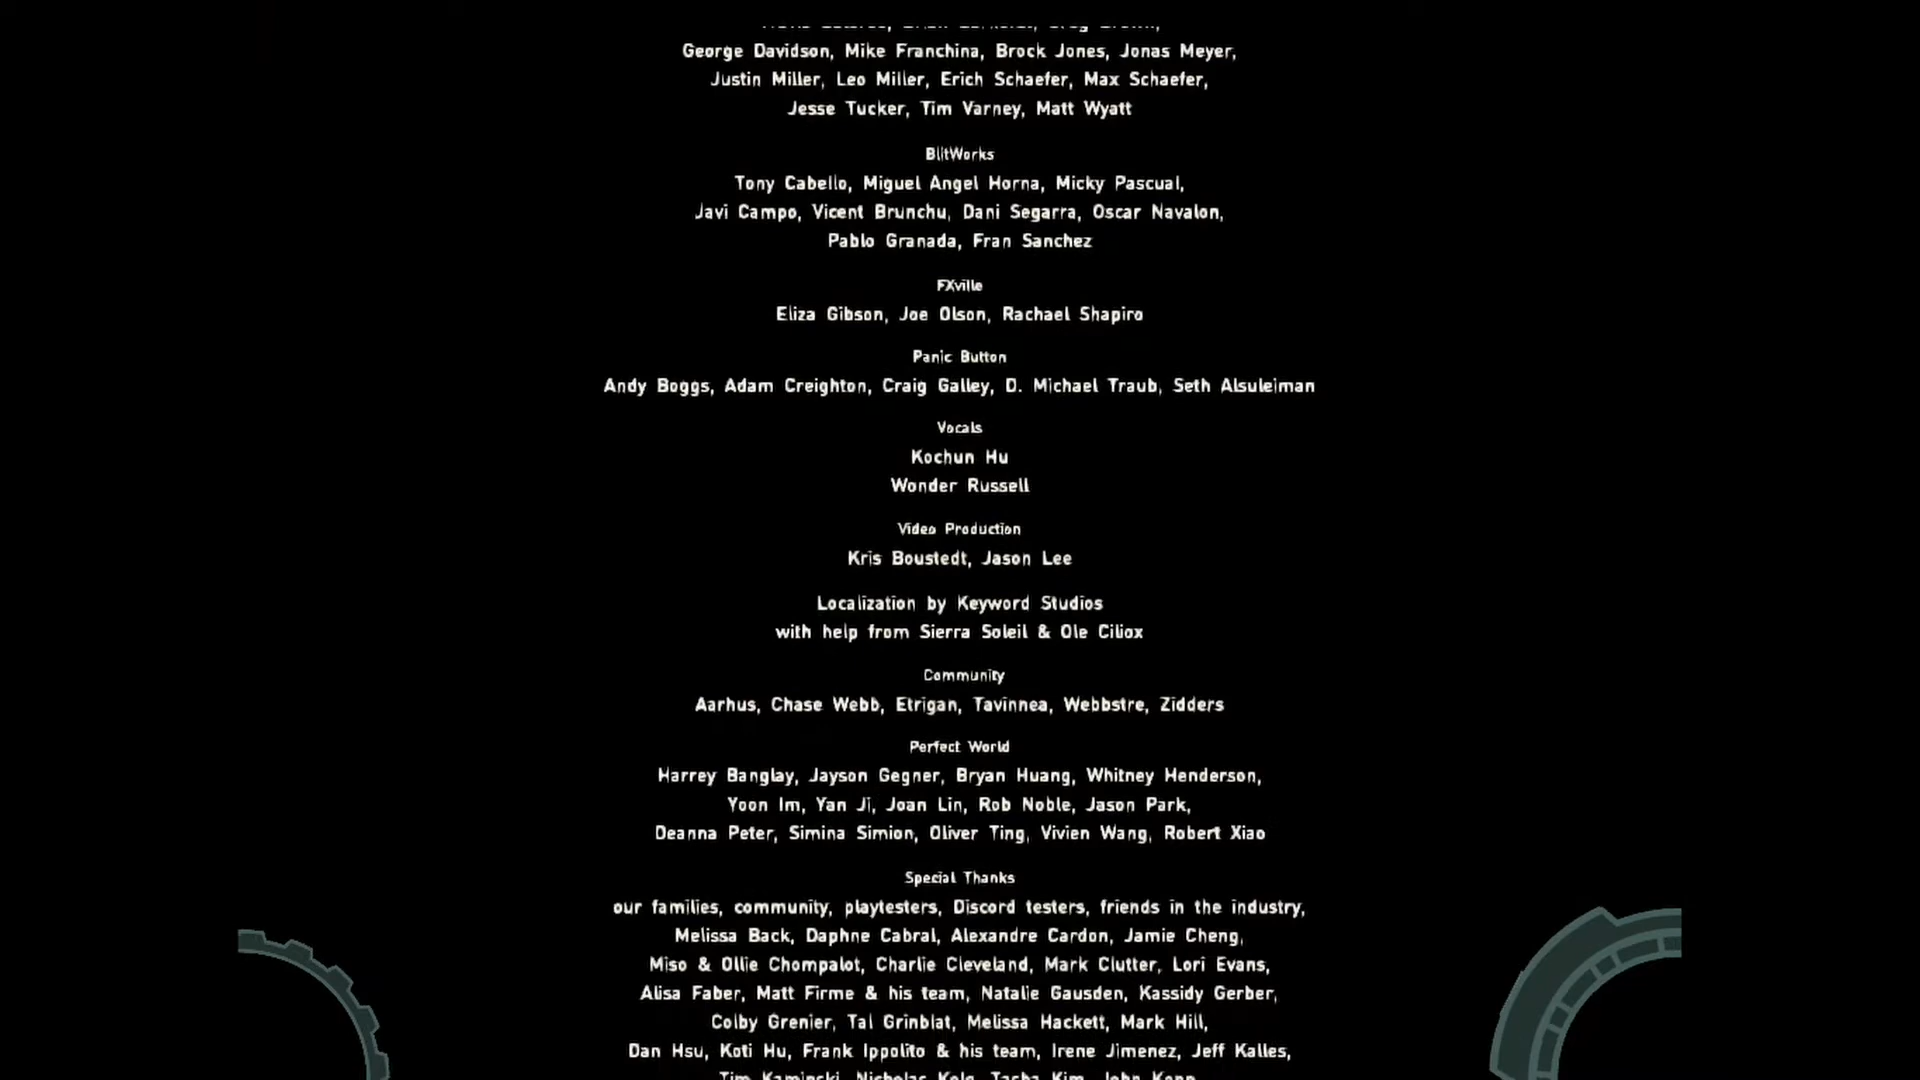 George Davidson, Mike Franchina, Brock Jones, Jonas Meyer,
Justin Miller, Leo Miller, Erich Schaefer, Max Schaefer,
Jesse Tucker, Tim Varney, Matt Wyatt
BlitWorks
Tony Cabello, Miguel Angel Horna, Micky Pascual,
Javi Campo, Vicent Brunchu, Dani Segarra, Oscar Navalon,
Pablo Granada, Fran Sanchez
FXville
Eliza Gibson, Joe Olson, Rachael Shapiro
Panic Button
Andy Boggs, Adam Creighton, Craig Galley, D. Michael Traub, Seth Alsuleiman
Vocals
Kochun Hu
Wonder Russell
Video Production
Kris Boustedt, Jason Lee
Localization by Keyword Studios
with help from Sierra Soleil & Ole Ciliox
Community
Aarhus, Chase Webb, Etrigan, Tavinnea, Webbstre, Zidders
Perfect World
Harrey Banglay, Jayson Gegner, Bryan Huang, Whitney Henderson,
Yoon Im, Yan Ji, Joan Lin, Rob Noble, Jason Park,
Deanna Peter, Simina Simion, Oliver Ting, Vivien Wang, Robert Xiao
Special Thanks
our families, community, playtesters, Discord testers, friends in the industry,
Melissa Back, Daphne Cabral, Alexandre Cardon, Jamie Cheng,
Miso & Ollie Chompalot, Charlie Cleveland, Mark Clutter, Lori Evans,
Alisa Faber, Matt Firme & his team, Natalie Gausden, Kassidy Gerber,
Colby Grenier, Tal Grinblat, Melissa Hackett, Mark Hill,
Dan Hsu, Koti Hu, Frank Ippolito & his team, Irene Jimenez, Jeff Kalles,
Tim Kaminski, Nicholas